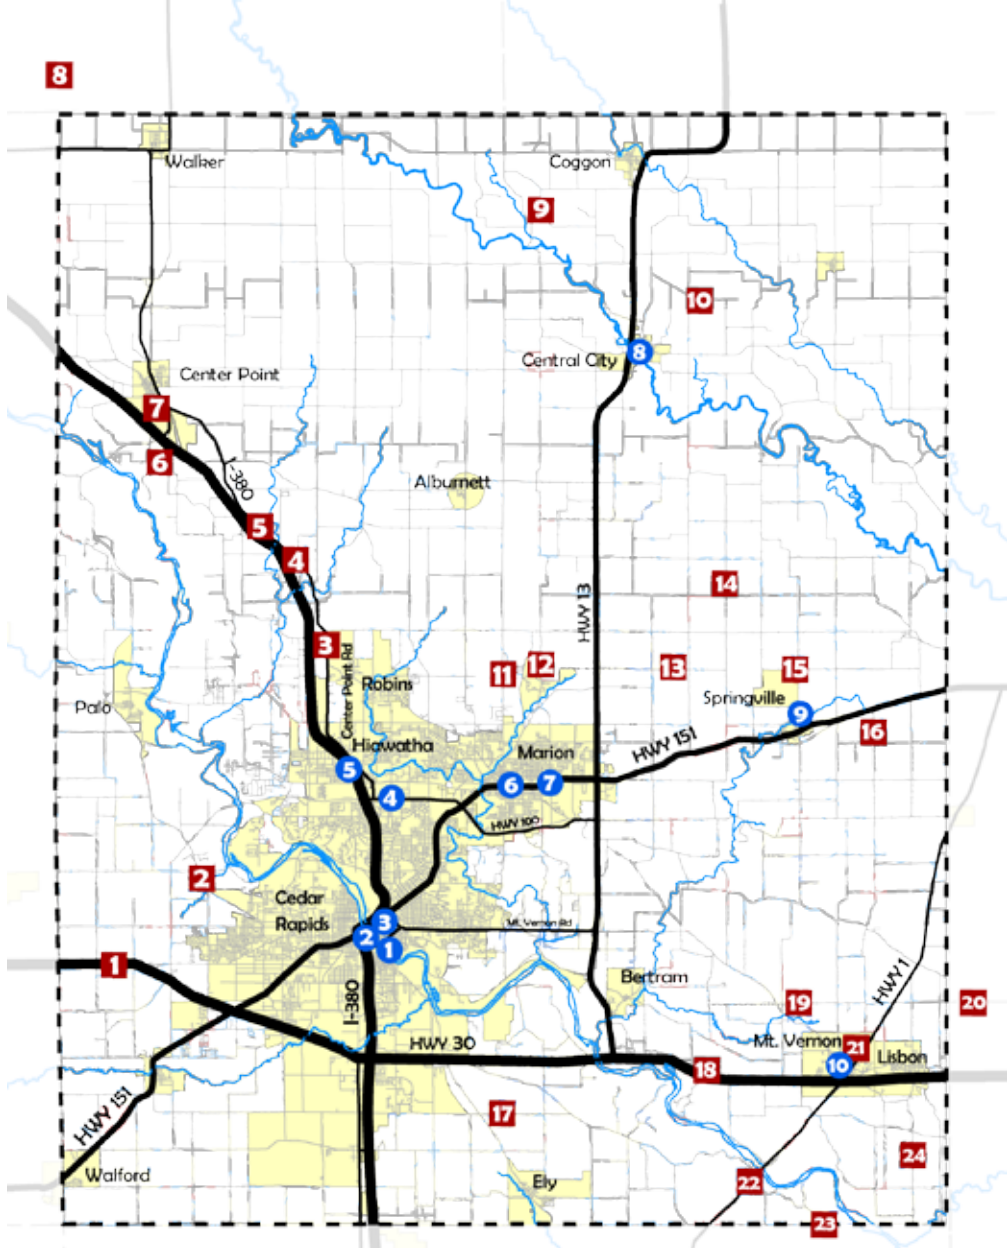 8
Walker
Coggon
9
10
8
Central City
Center Point
7
6
I-380
Alburnett
5
4
14
HWY 13
3
Center Point Rd
Robins
11
12
13
15
Springville
9
16
Palo
Hiawatha
Marion
HWY 151
5
4
6
7
HWY 100
2
Cedar
Rapids
3
2
1
Mt. Vernon Rd
1
I-380
Bertram
HWY 1
19
20
HWY 30
Mt. Vernon
21
Lisbon
10
18
HWY 151
17
24
Walford
Ely
22
23